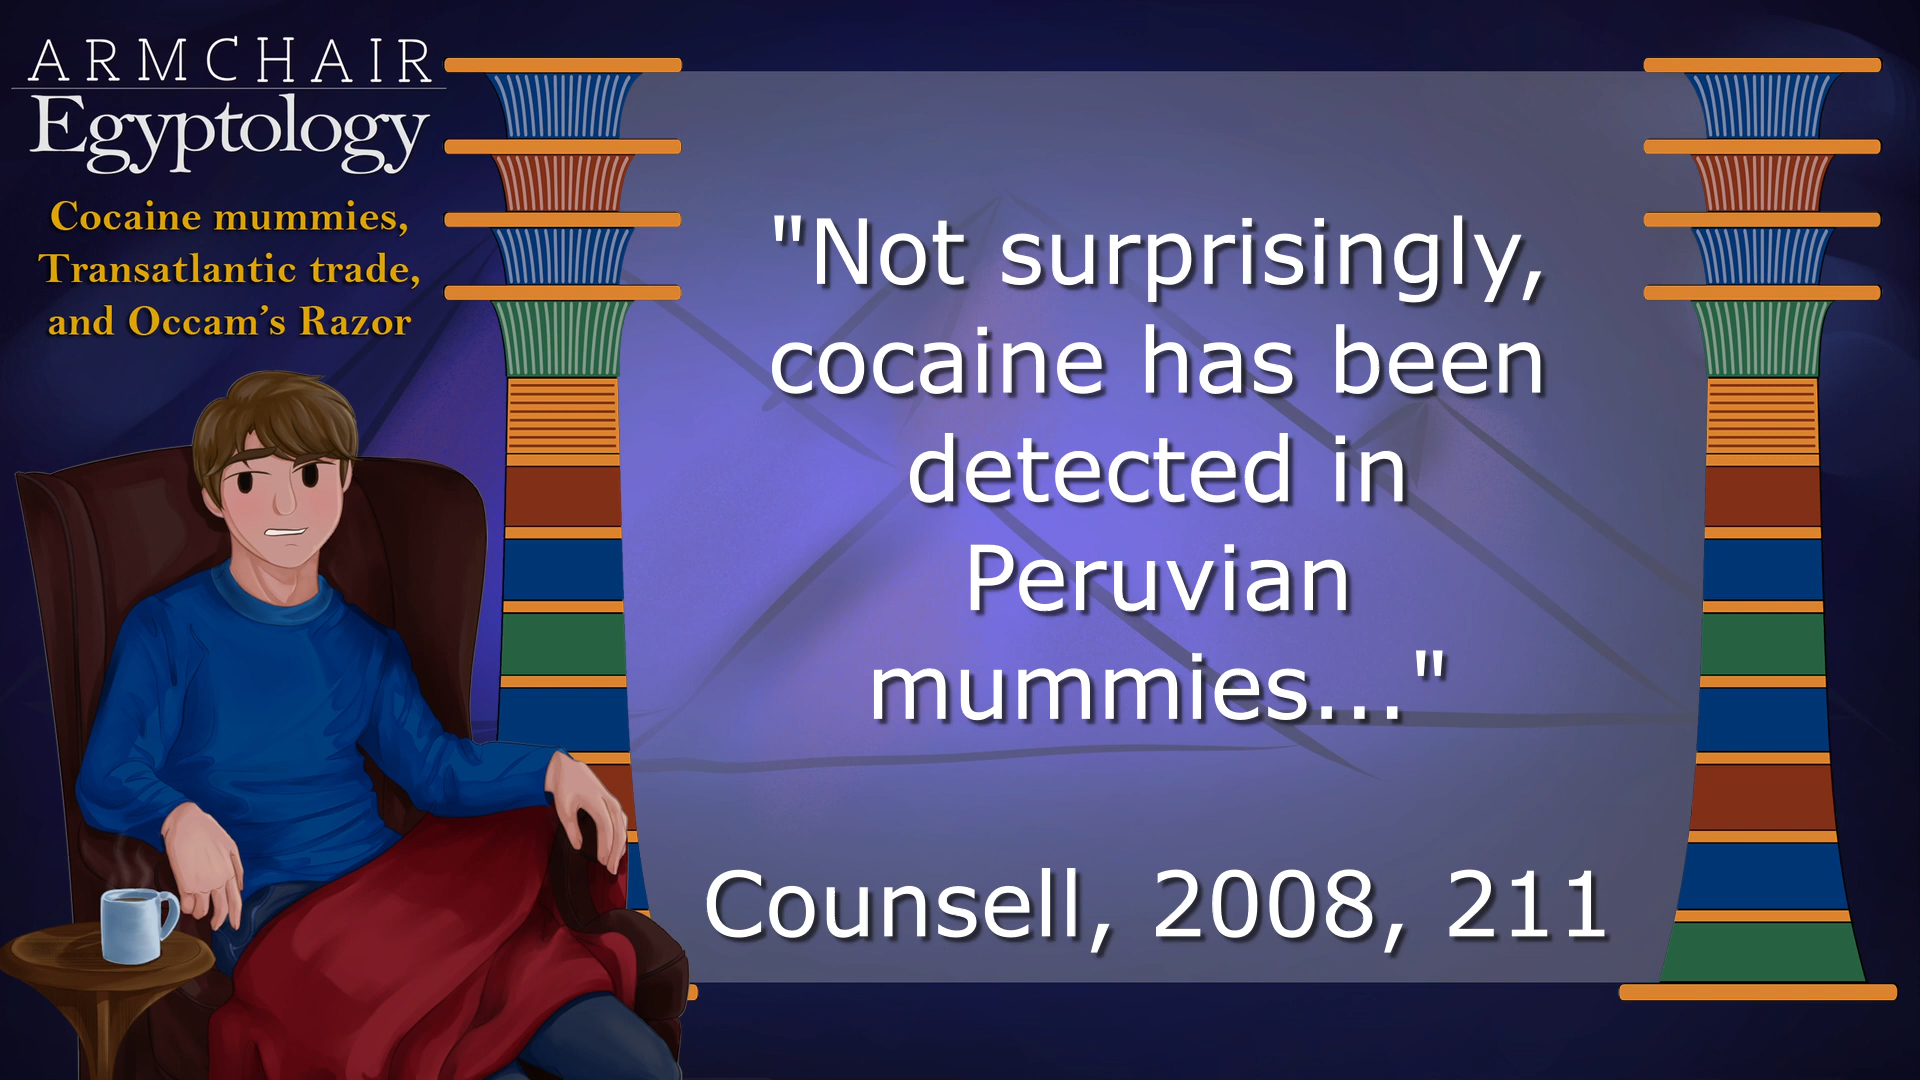 ARMCHAIR
Egyptology
Cocaine mummies,
Transatlantic trade,
and Occam’s Razor
"Not surprisingly,
cocaine has been
detected in
Peruvian
mummies..."
Counsell, 2008, 211